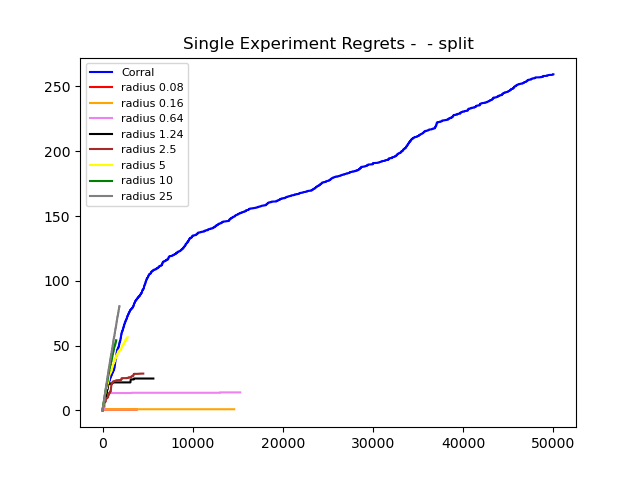 Single Experiment Regrets -  - split
Corral
radius 0.08
radius 0.16
radius 0.64
radius 1.24
radius 2.5
radius 5
radius 10
radius 25
250
200
150
100
50
0
0 10000 20000 30000 40000 50000